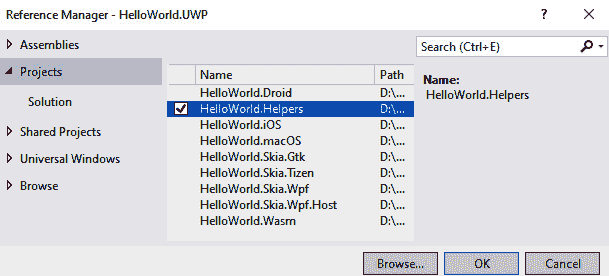 Reference Manager - HelloWorld.UWP ? ×
Assemblies
Projects
Solution
Shared Projects
Universal Windows
Browse
Name Path
HelloWorld.Droid D:\...
HelloWorld.Helpers D:\...
HelloWorld.iOS D:\...
HelloWorld.macOS D:\...
HelloWorld.Skia.Gtk D:\...
HelloWorld.Skia.Tizen D:\...
HelloWorld.Skia.Wpf D:\...
HelloWorld.Skia.Wpf.Host D:\...
HelloWorld.Wasm D:\...
Search (Ctrl+E)
Name:
HelloWorld.Helpers
Browse... OK Cancel